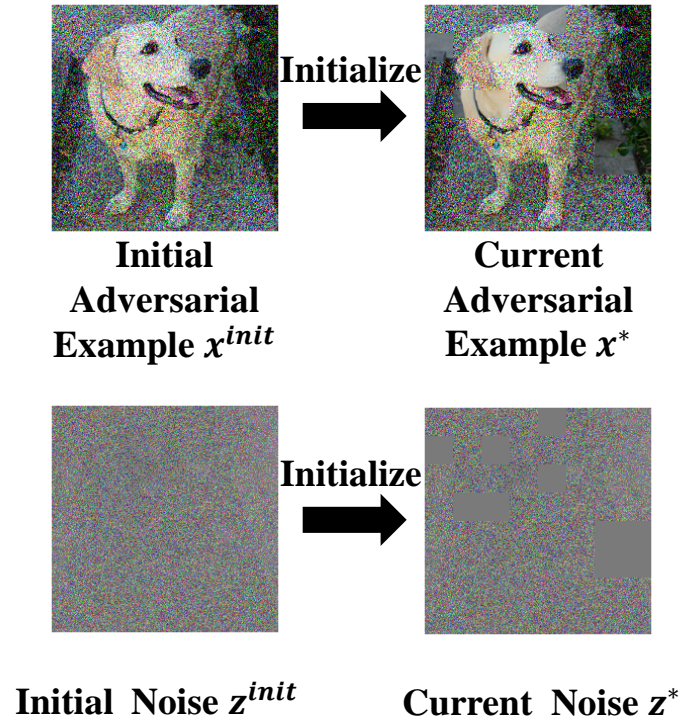 Initialize
Initial
Adversarial
Example x^init
Current
Adversarial
Example x*
Initialize
Initial Noise z^init
Current Noise z*